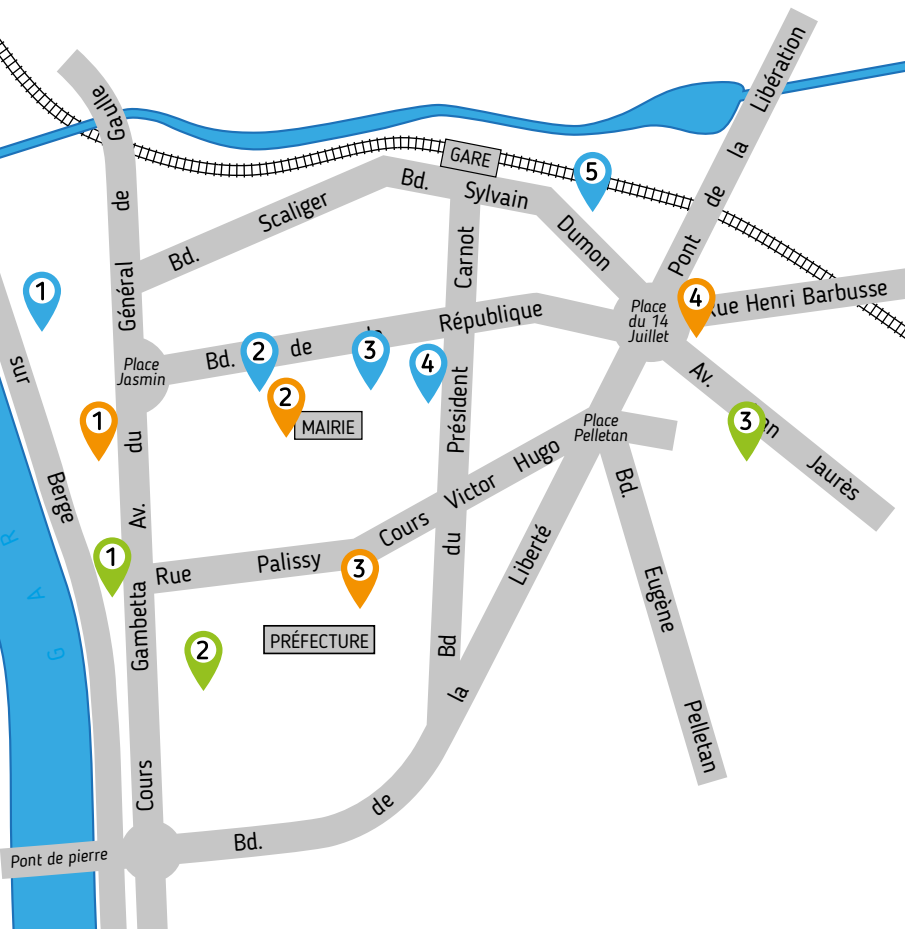 Gaulle
de
Général
du
Av.
GARE
Bd.
Sylvain
Dumon
Bd.
Scaliger
Pont de la Libération
5
1
4
Place
du 14
Juillet
Rue Henri Barbusse
Carnot
Président
du
Bd
Bd. de la République
2
3
4
Place
Jasmin
2
MAIRIE
1
Av.
Jaurès
3
Place
Pelletan
sur
Berge
Cours Victor Hugo
Bd.
Eugène
Pelletan
1
Rue Palissy
3
PRÉFECTURE
2
Cours
Gambetta
Bd. de la Liberté
Pont de pierre
G A R